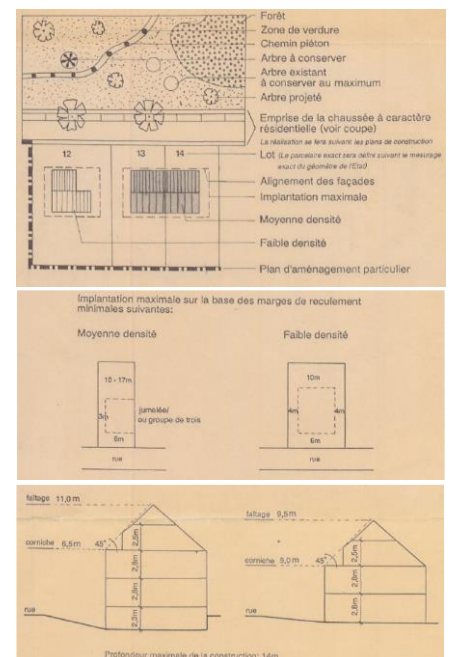 Forêt
Zone de verdure
Chemin piéton
Arbre à conserver
Arbre existant
à conserver au maximum
Arbre projeté
Emprise de la chaussée à caractère
résidentielle (voir coupe)
La réalisation se fera suivant les plans de construction
12 13 14
Lot (Le parcellaire exact sera défini suivant le mesurage
exact du géomètre de l'Etat)
Alignement des façades
Implantation maximale
Moyenne densité
Faible densité
Plan d'aménagement particulier
Implantation maximale sur la base des marges de reculement
minimales suivantes:
Moyenne densité Faible densité
16 - 17m 10m
3m jumelée/
ou groupe de trois 4m 4m
6m 6m
rue rue
faîtage 11,0m faîtage 9,5m
corniche 6,5m 45° 2,5m corniche 5,0m 45° 2,5m
2,8m 2,8m
2,8m 2,8m
rue 2,3m rue
Profondeur maximale de la construction: 14m